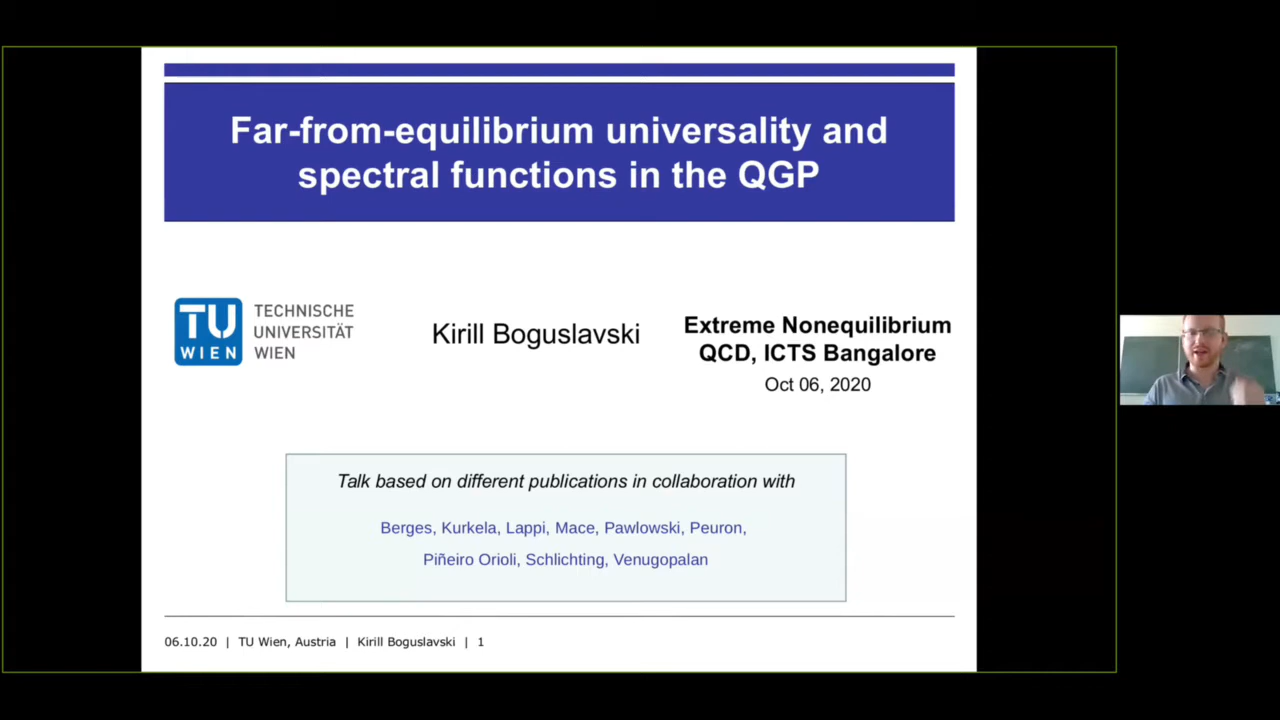 Far-from-equilibrium universality and
spectral functions in the QGP
TU
WIEN
TECHNISCHE
UNIVERSITÄT
WIEN
Kirill Boguslavski
Extreme Nonequilibrium
QCD, ICTS Bangalore
Oct 06, 2020
Talk based on different publications in collaboration with
Berges, Kurkela, Lappi, Mace, Pawlowski, Peuron,
Piñeiro Orioli, Schlichting, Venugopalan
06.10.20 | TU Wien, Austria | Kirill Boguslavski | 1